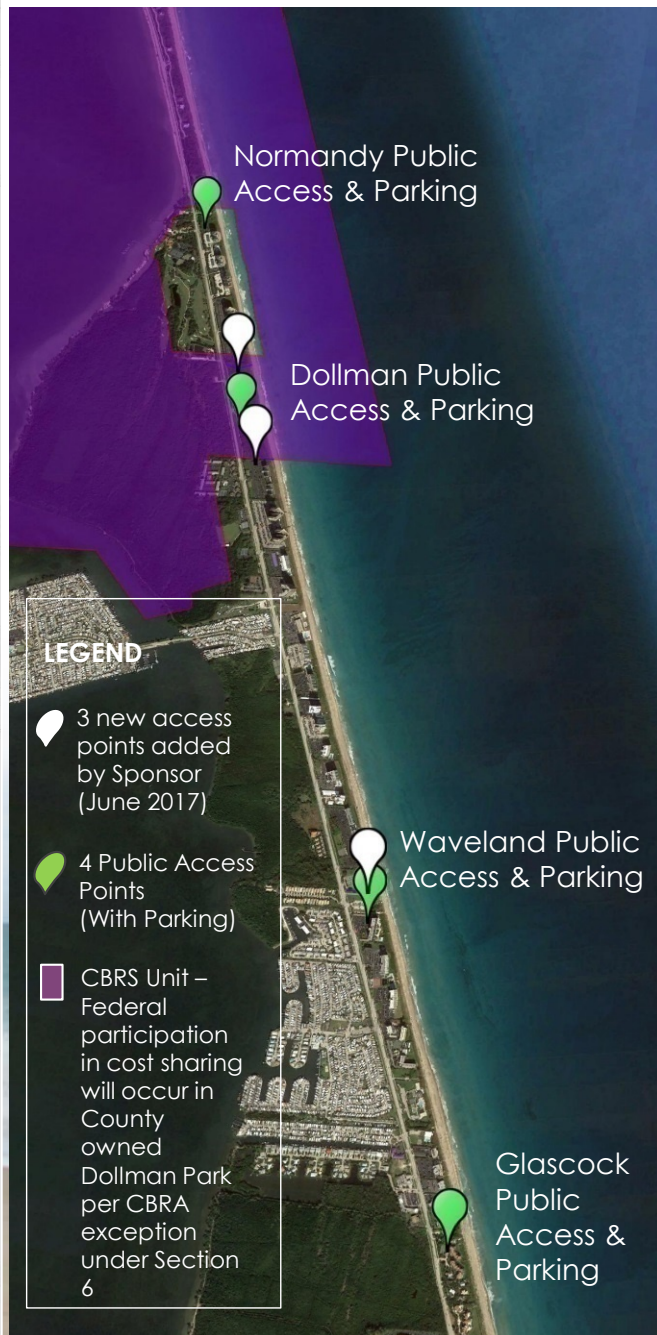 Normandy Public
Access & Parking
Dollman Public
Access & Parking
LEGEND
3 new access
points added
by Sponsor
(June 2017)
4 Public Access
Points
(With Parking)
CBRS Unit –
Federal
participation
in cost sharing
will occur in
County
owned
Dollman Park
per CBRA
exception
under Section
6
Waveland Public
Access & Parking
Glascock
Public
Access &
Parking